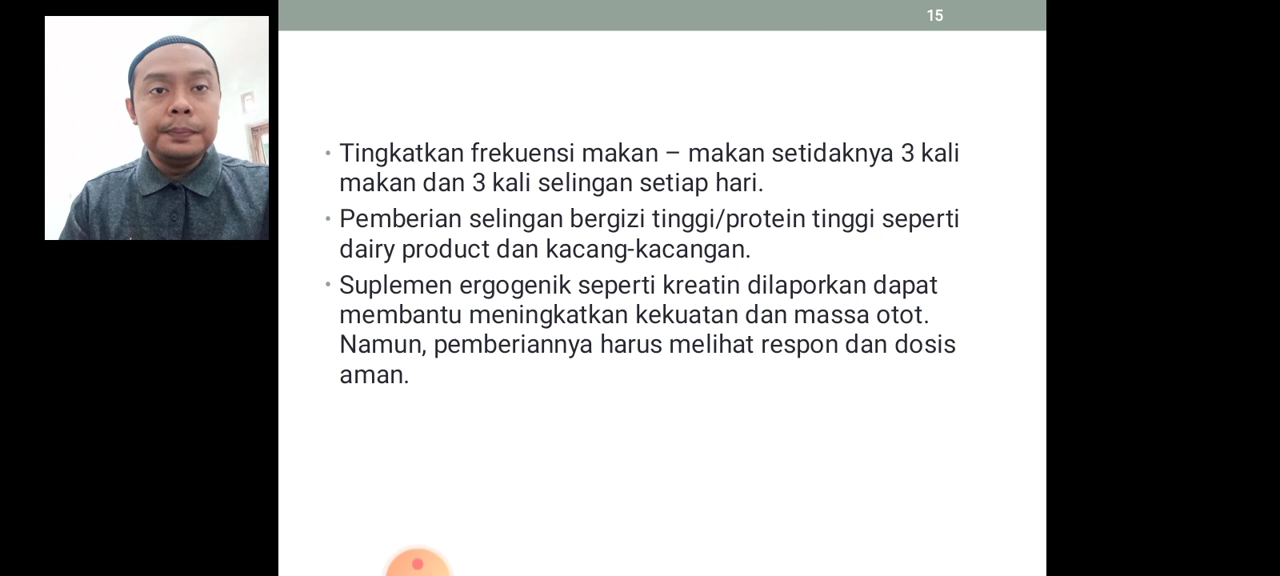 15
• Tingkatkan frekuensi makan – makan setidaknya 3 kali
makan dan 3 kali selingan setiap hari.
• Pemberian selingan bergizi tinggi/protein tinggi seperti
dairy product dan kacang-kacangan.
• Suplemen ergogenik seperti kreatin dilaporkan dapat
membantu meningkatkan kekuatan dan massa otot.
Namun, pemberiannya harus melihat respon dan dosis
aman.